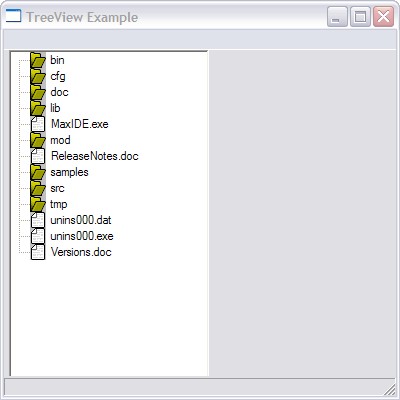 TreeView Example
bin
cfg
doc
lib
MaxIDE.exe
mod
ReleaseNotes.doc
samples
src
tmp
unins000.dat
unins000.exe
Versions.doc